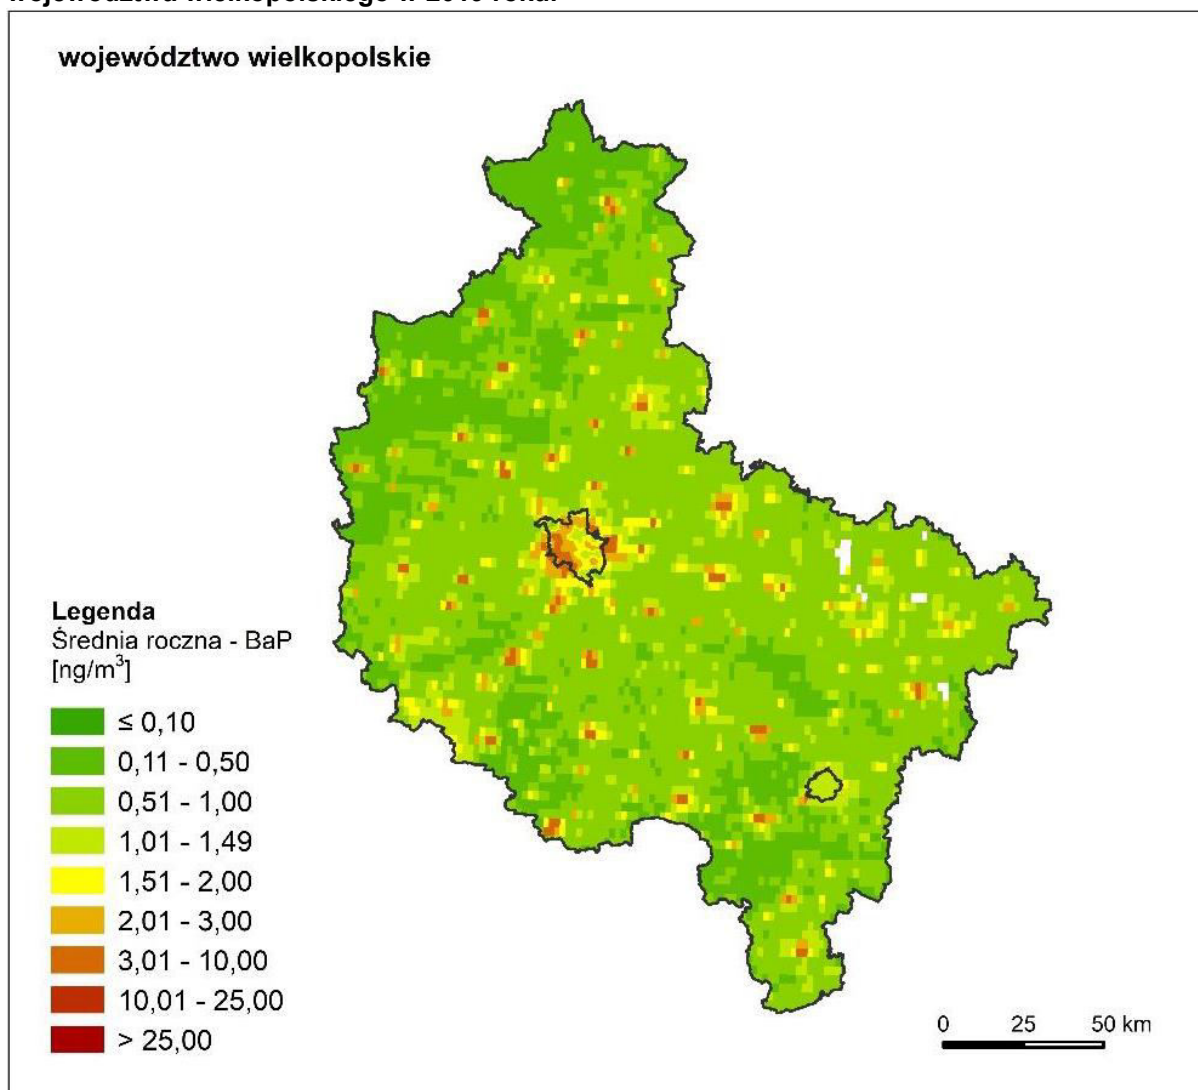 województwo wielkopolskie
Legenda
Średnia roczna - BaP
[ng/m³]
≤ 0,10
0,11 - 0,50
0,51 - 1,00
1,01 - 1,49
1,51 - 2,00
2,01 - 3,00
3,01 - 10,00
10,01 - 25,00
> 25,00
0 25 50 km